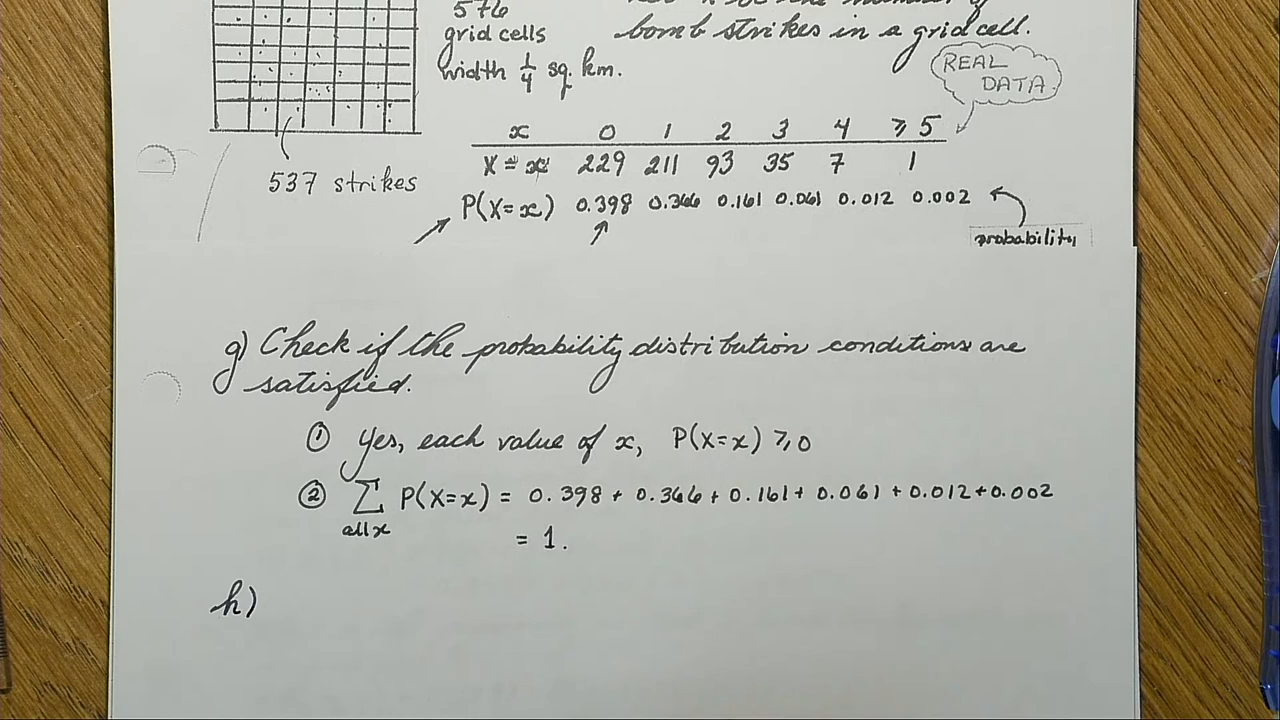 576
bomb strikes in a grid cell.
grid cells
width 1/4 sq. km.
REAL
DATA
x 0 1 2 3 4 ≥ 5
X = x 229 211 93 35 7 1
537 strikes
P(X=x) 0.398 0.366 0.161 0.061 0.012 0.002
probability
g) Check if the probability distribution conditions are
satisfied.
① Yes, each value of x, P(X=x) ≥ 0
② Σ P(X=x) = 0.398 + 0.366 + 0.161 + 0.061 + 0.012 + 0.002
all x
= 1.
h)